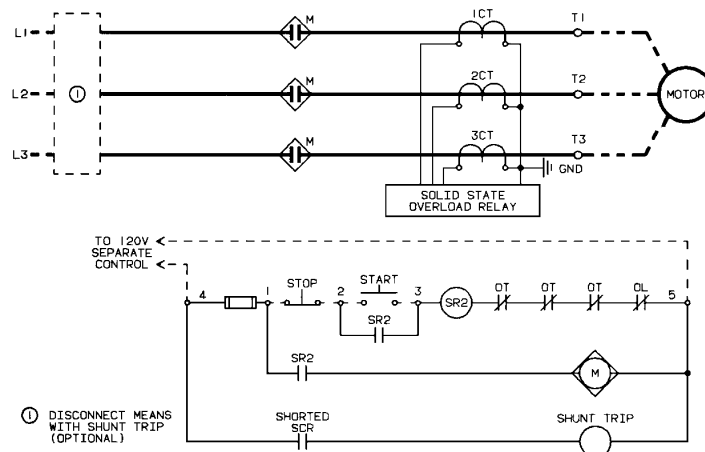 1CT
T1
L1
M
2CT
T2
L2
1
M
MOTOR
3CT
T3
L3
M
GND
SOLID STATE
OVERLOAD RELAY
TO 120V
SEPARATE
CONTROL
STOP
START
OT
OT
OT
OL
4
1
2
3
SR2
5
SR2
SR2
M
1 DISCONNECT MEANS
WITH SHUNT TRIP
(OPTIONAL)
SHORTED
SCR
SHUNT TRIP